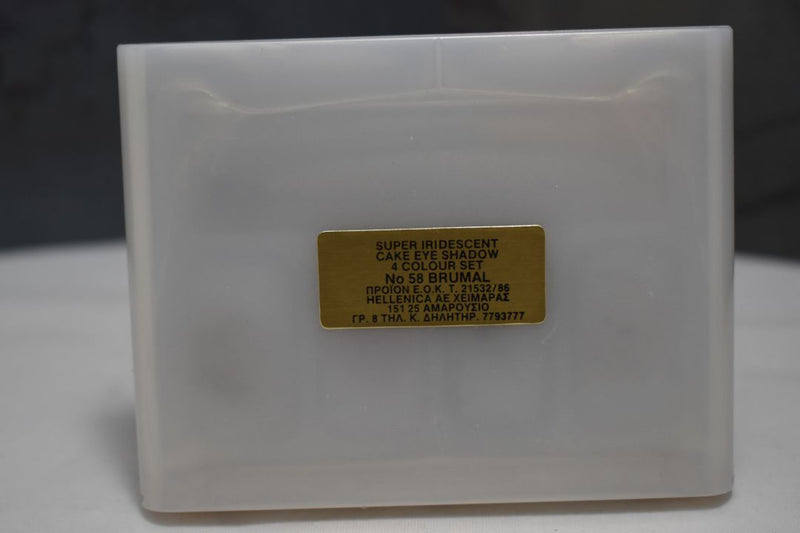 SUPER IRIDESCENT
CAKE EYE SHADOW
4 COLOUR SET
No 58 BRUMAL
ΠΡΟΪΟΝ Ε.Ο.Κ. Τ. 21532/86
HELLENICA AE ΧΕΙΜΑΡΑΣ
151 25 ΑΜΑΡΟΥΣΙΟ
ΓΡ. 8 ΤΗΛ. Κ. ΔΗΛΗΤΗΡ. 7793777